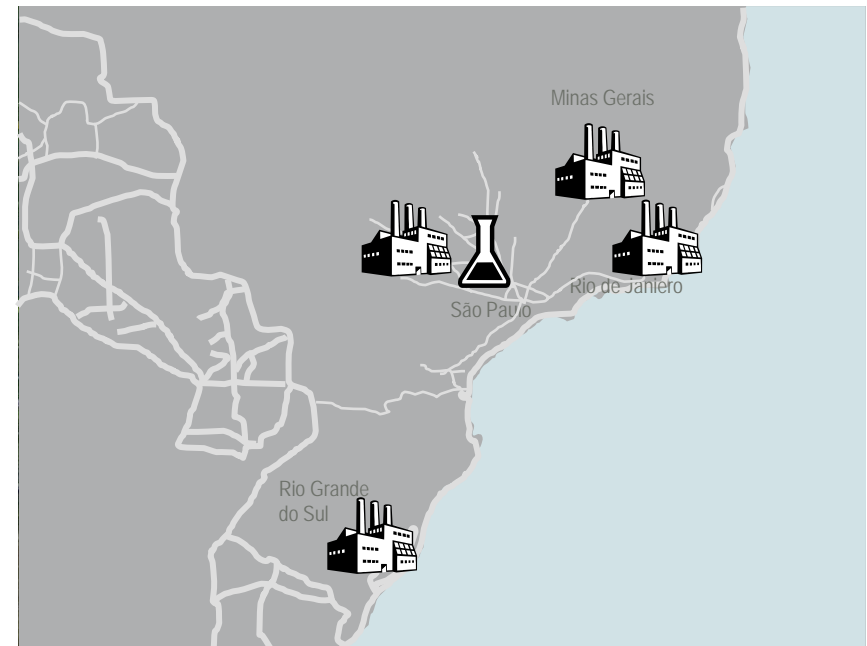 Minas Gerais
Rio de Janiero
São Paulo
Rio Grande
do Sul